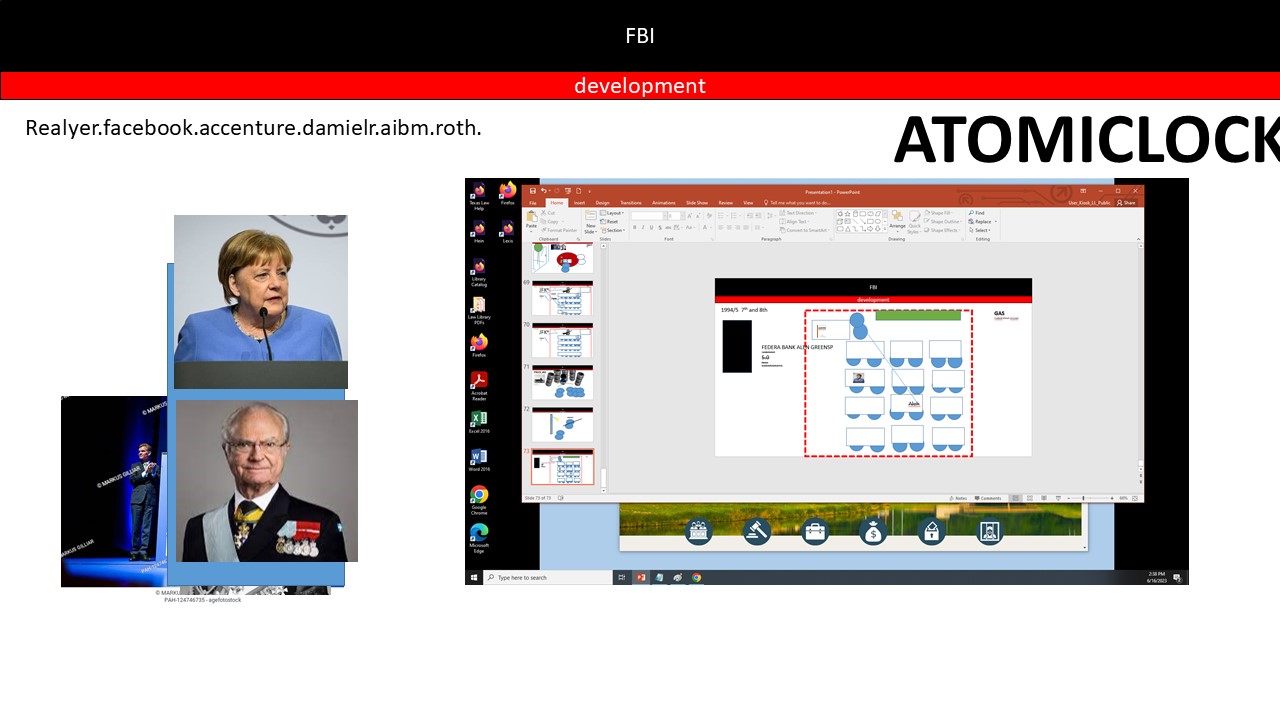 FBI
development
Realyer.facebook.accenture.damielr.aibm.roth.
ATOMICLOCK
Presentation1 - PowerPoint
File Home Insert Design Transitions Animations Slide Show Review View Tell me what you want to do...
User_Kiosk_LL_Public Share
Texas Law Help
Firefox
Hein
Lexis
Library Catalog
Law Library PDFs
Firefox
Acrobat Reader
Excel 2016
Word 2016
Google Chrome
Microsoft Edge
Paste
Cut
Copy
Format Painter
New Slide
Layout
Reset
Section
Text Direction
Align Text
Convert to SmartArt
Arrange
Quick Styles
Shape Fill
Shape Outline
Shape Effects
Find
Replace
Select
Clipboard Slides Font Paragraph Drawing Editing
69
70
71
72
73
FBI
development
1994/5 7th and 8th
GAS
FEDERA BANK ALEN GREENSP
5.0
Slide 73 of 73
Notes Comments
66%
Type here to search
2:38 PM
6/16/2023
© MARKUS GILLIAR
© MARKUS GILLIAR
MARKUS GILLIAR
© MARKU
PAH-124746735 - agefotostock